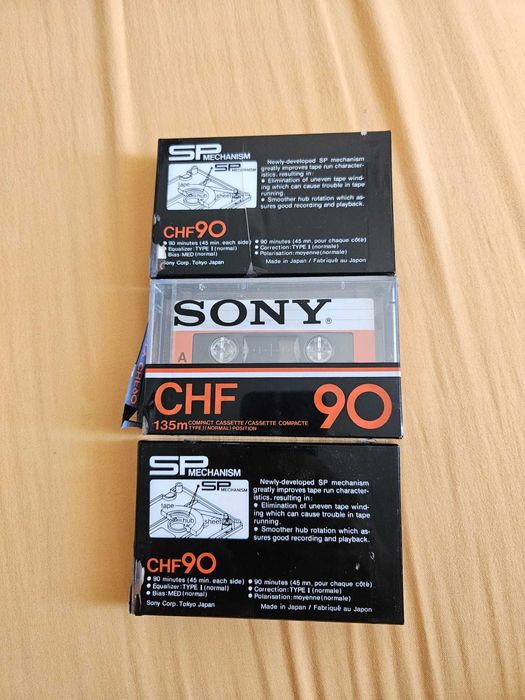 SP MECHANISM
SP MECHANISM
tape
hub
sheet
Newly-developed SP mechanism
greatly improves tape run character-
istics, resulting in:
• Elimination of uneven tape wind-
ing which can cause trouble in tape
running.
• Smoother hub rotation which as-
sures good recording and playback.
CHF90
• 90 minutes (45 min. each side)
• Equalizer: TYPE I (normal)
• Bias: MED (normal)
Sony Corp. Tokyo Japan
• 90 minutes (45 mn. pour chaque côté)
• Correction: TYPE I (normale)
• Polarisation: moyenne (normale)
Made in Japan / Fabriqué au Japon
SONY®
A
CHF 90
135m COMPACT CASSETTE/CASSETTE COMPACTE
TYPE I (NORMAL) POSITION
SP MECHANISM
SP MECHANISM
tape
hub
sheet
Newly-developed SP mechanism
greatly improves tape run character-
istics, resulting in:
• Elimination of uneven tape wind-
ing which can cause trouble in tape
running.
• Smoother hub rotation which as-
sures good recording and playback.
CHF90
• 90 minutes (45 min. each side)
• Equalizer: TYPE I (normal)
• Bias: MED (normal)
Sony Corp. Tokyo Japan
• 90 minutes (45 mn. pour chaque côté)
• Correction: TYPE I (normale)
• Polarisation: moyenne (normale)
Made in Japan / Fabriqué au Japon